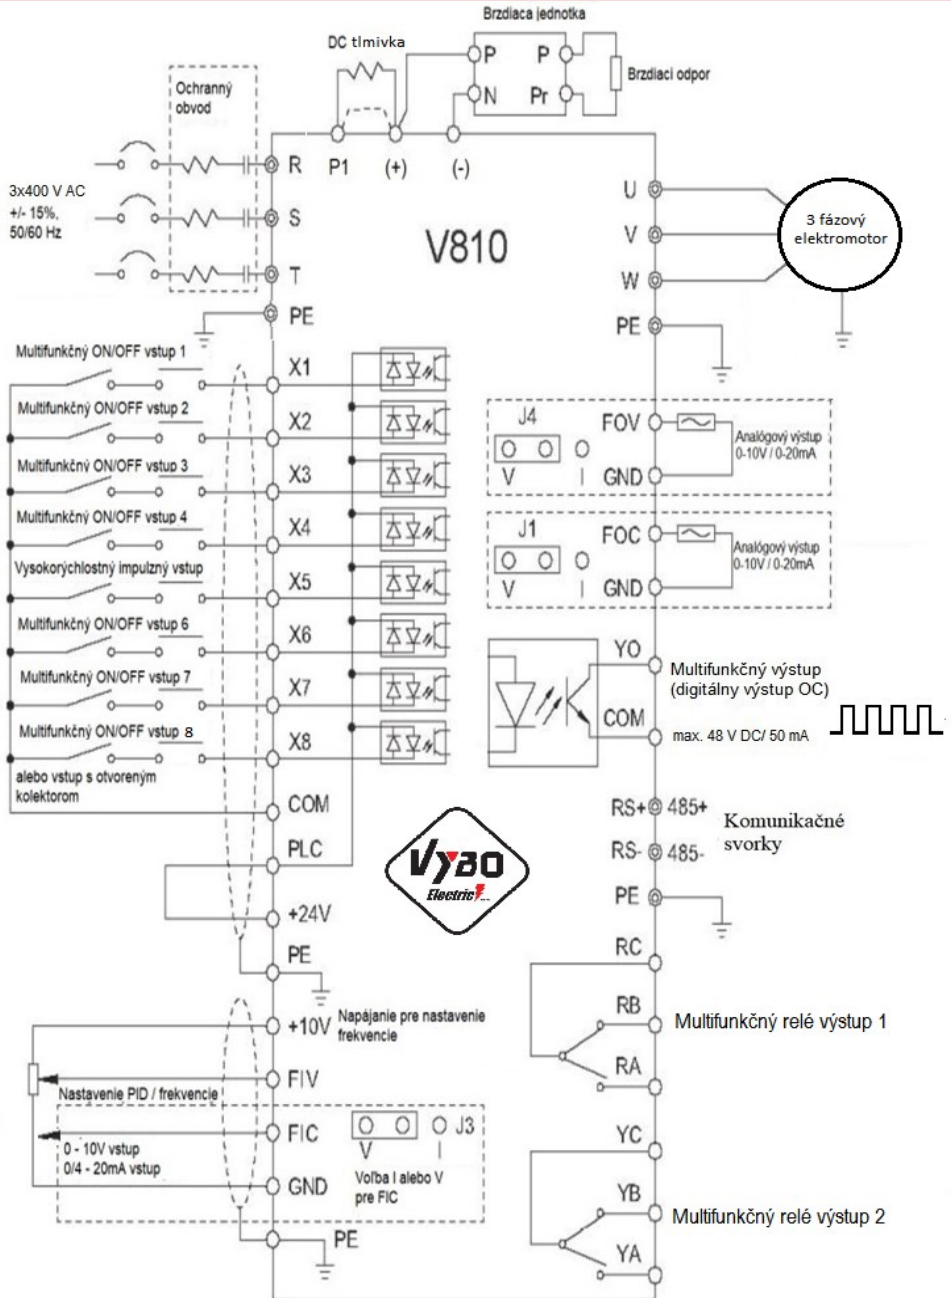 Brzdiaca jednotka
DC tlmivka
P P
N Pr
Brzdiaci odpor
Ochranný
obvod
P1 (+) (-)
3x400 V AC
+/- 15%,
50/60 Hz
R
S
T
PE
V810
U
V
W
PE
3 fázový
elektromotor
Multifunkčný ON/OFF vstup 1
X1
Multifunkčný ON/OFF vstup 2
X2
Multifunkčný ON/OFF vstup 3
X3
Multifunkčný ON/OFF vstup 4
X4
Vysokorýchlostný impulzný vstup
X5
Multifunkčný ON/OFF vstup 6
X6
Multifunkčný ON/OFF vstup 7
X7
Multifunkčný ON/OFF vstup 8
X8
alebo vstup s otvoreným
kolektorom
COM
PLC
+24V
PE
J4
V I
FOV
GND
Analógový výstup
0-10V / 0-20mA
J1
V I
FOC
GND
Analógový výstup
0-10V / 0-20mA
YO
COM
Multifunkčný výstup
(digitálny výstup OC)
max. 48 V DC/ 50 mA
VYBO
Electric
RS+ 485+
RS- 485-
Komunikačné
svorky
PE
+10V
Napájanie pre nastavenie
frekvencie
FIV
Nastavenie PID / frekvencie
FIC
0 - 10V vstup
0/4 - 20mA vstup
J3
V I
Voľba I alebo V
pre FIC
GND
PE
RC
RB
RA
Multifunkčný relé výstup 1
YC
YB
YA
Multifunkčný relé výstup 2